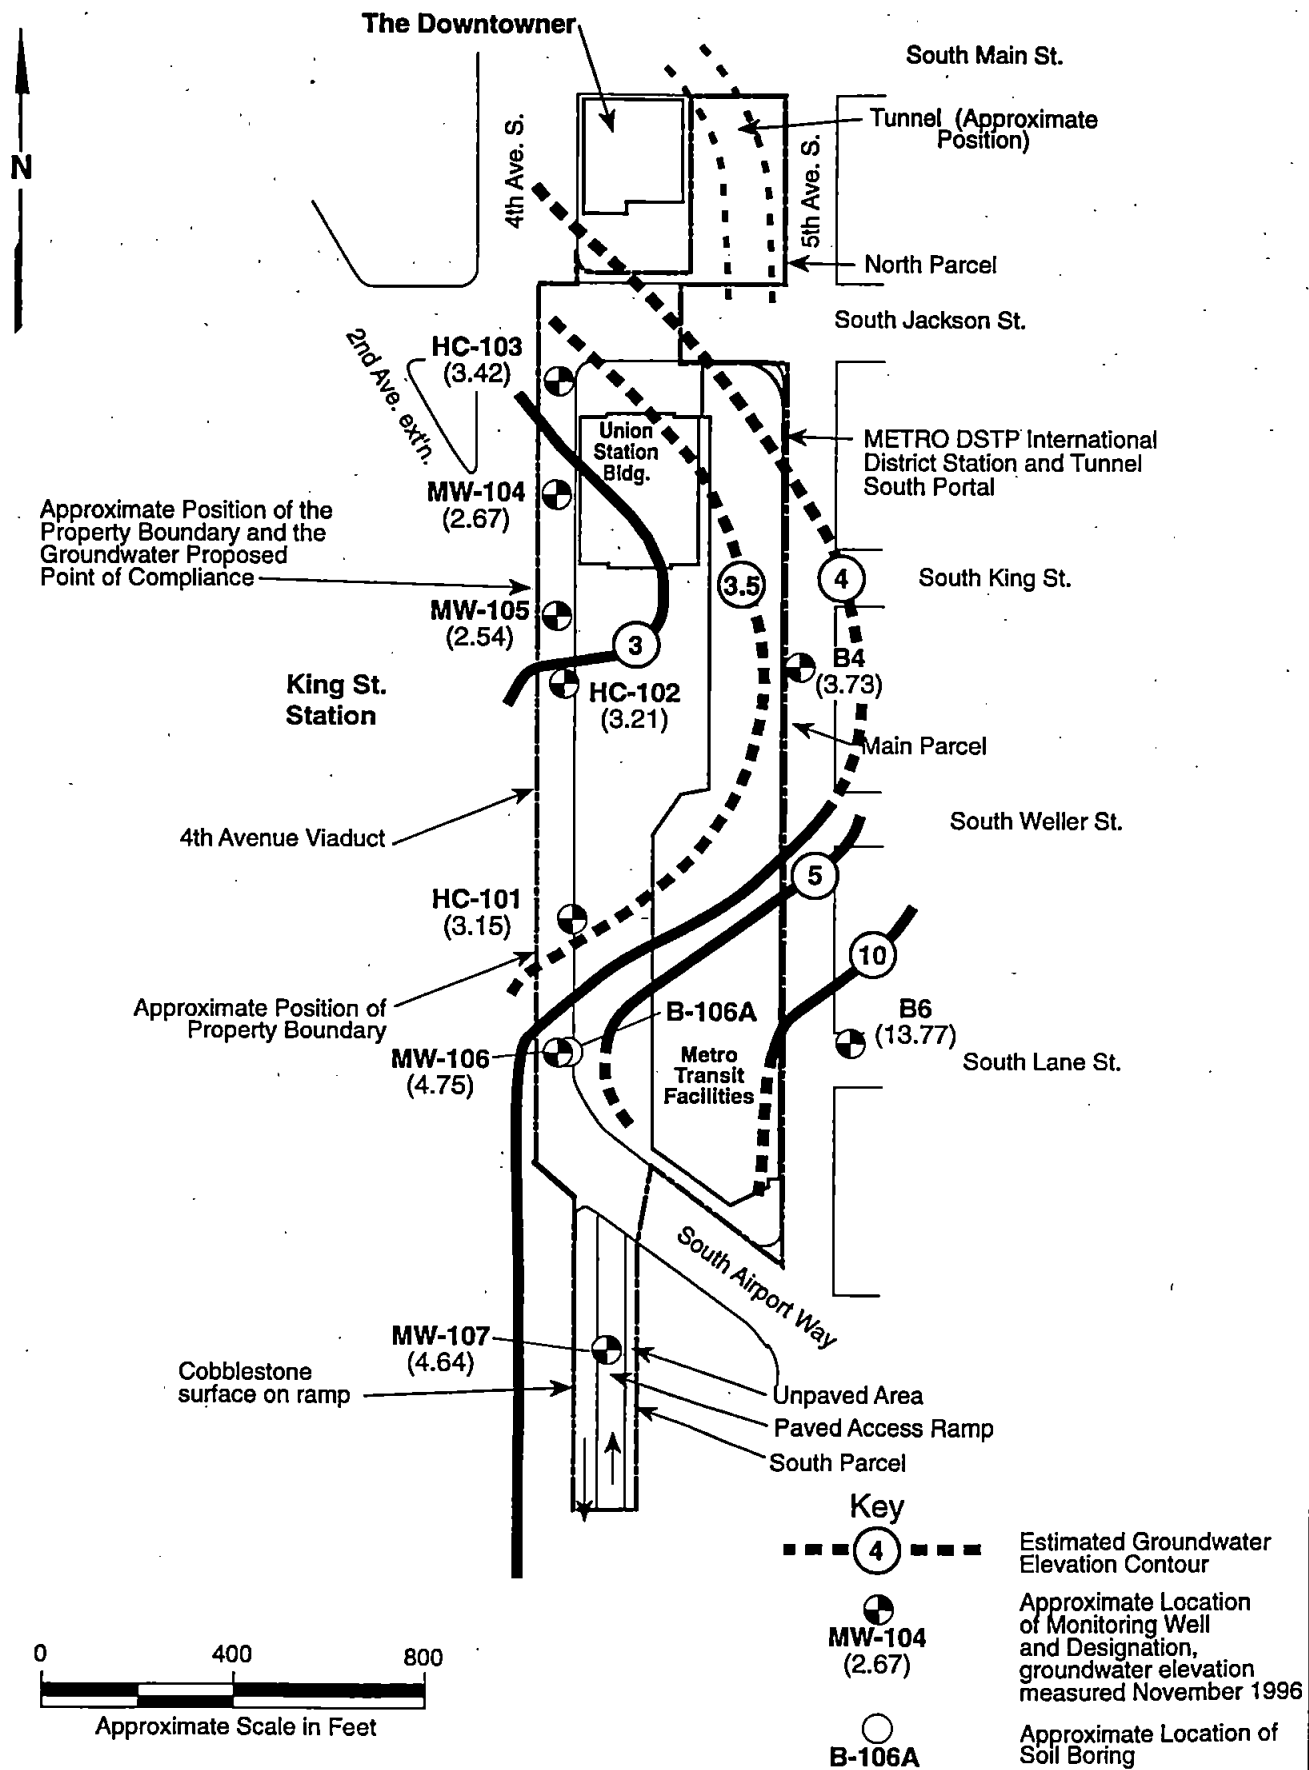 The Downtowner
South Main St.
Tunnel (Approximate
Position)
4th Ave. S.
5th Ave. S.
N
North Parcel
South Jackson St.
2nd Ave. ext'n.
HC-103
(3.42)
Union
Station
Bldg.
METRO DSTP International
District Station and Tunnel
South Portal
MW-104
(2.67)
Approximate Position of the
Property Boundary and the
Groundwater Proposed
Point of Compliance
3.5
4
South King St.
MW-105
(2.54)
3
B4
(3.73)
King St.
Station
HC-102
(3.21)
Main Parcel
4th Avenue Viaduct
South Weller St.
5
HC-101
(3.15)
10
Approximate Position of
Property Boundary
B-106A
B6
(13.77)
MW-106
(4.75)
Metro
Transit
Facilities
South Lane St.
South Airport Way
MW-107
(4.64)
Cobblestone
surface on ramp
Unpaved Area
Paved Access Ramp
South Parcel
Key
4
Estimated Groundwater
Elevation Contour
MW-104
(2.67)
Approximate Location
of Monitoring Well
and Designation,
groundwater elevation
measured November 1996
B-106A
Approximate Location of
Soil Boring
0 400 800
Approximate Scale in Feet